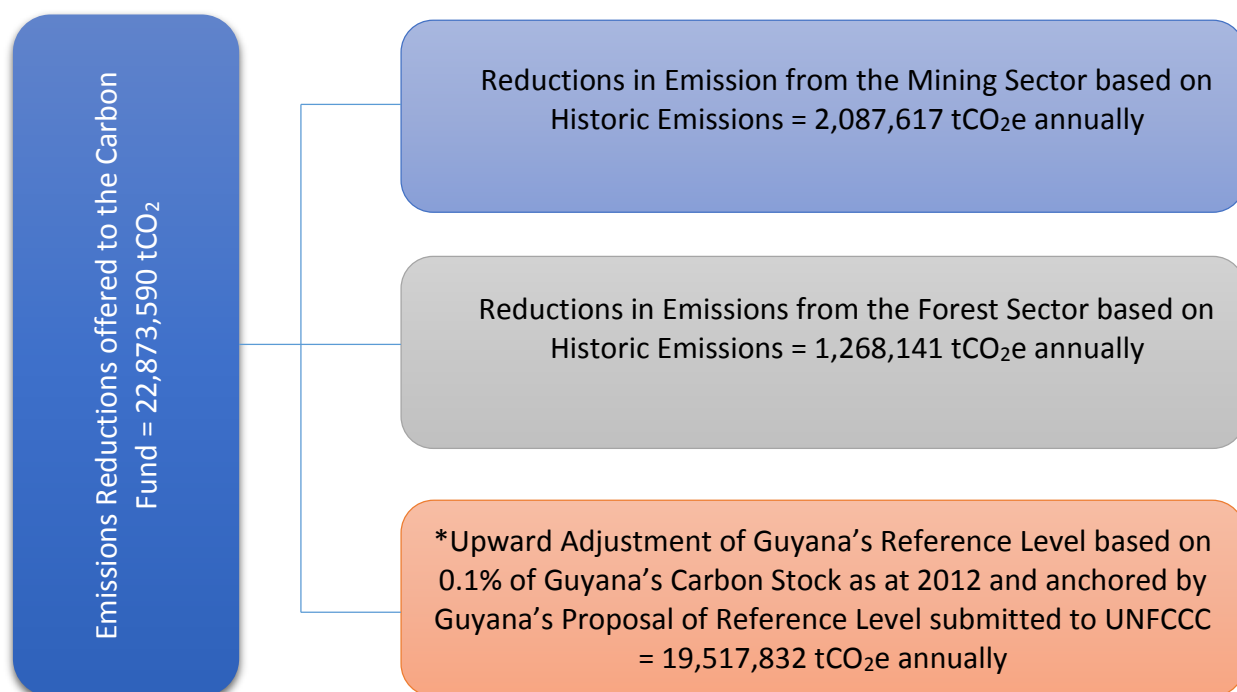 Emissions Reductions offered to the Carbon
Fund = 22,873,590 tCO₂
Reductions in Emission from the Mining Sector based on
Historic Emissions = 2,087,617 tCO₂e annually
Reductions in Emissions from the Forest Sector based on
Historic Emissions = 1,268,141 tCO₂e annually
*Upward Adjustment of Guyana’s Reference Level based on
0.1% of Guyana’s Carbon Stock as at 2012 and anchored by
Guyana’s Proposal of Reference Level submitted to UNFCCC
= 19,517,832 tCO₂e annually